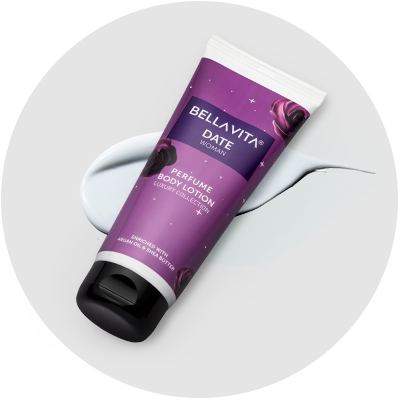 BELLAVITA®
DATE
WOMAN
PERFUME
BODY LOTION
LUXURY COLLECTION
ENRICHED WITH
ARGAN OIL & SHEA BUTTER